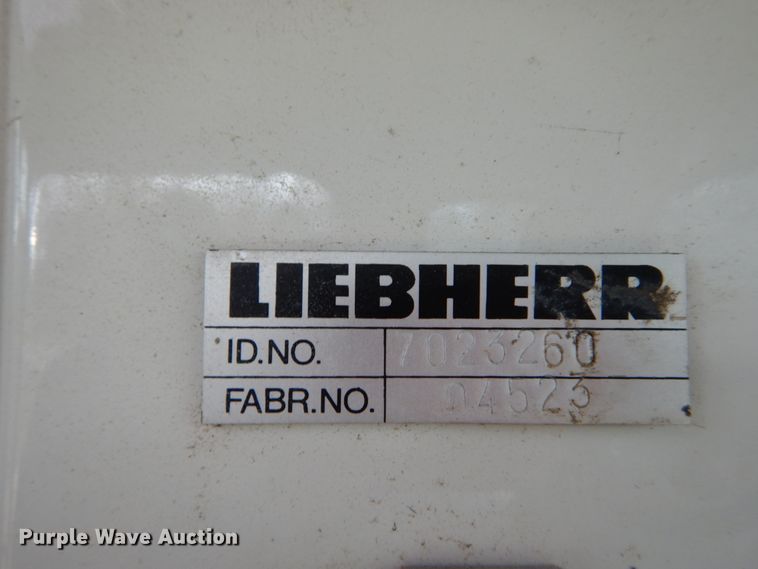 LIEBHERR
ID.NO. 7023260
FABR.NO. 04523
Purple Wave Auction